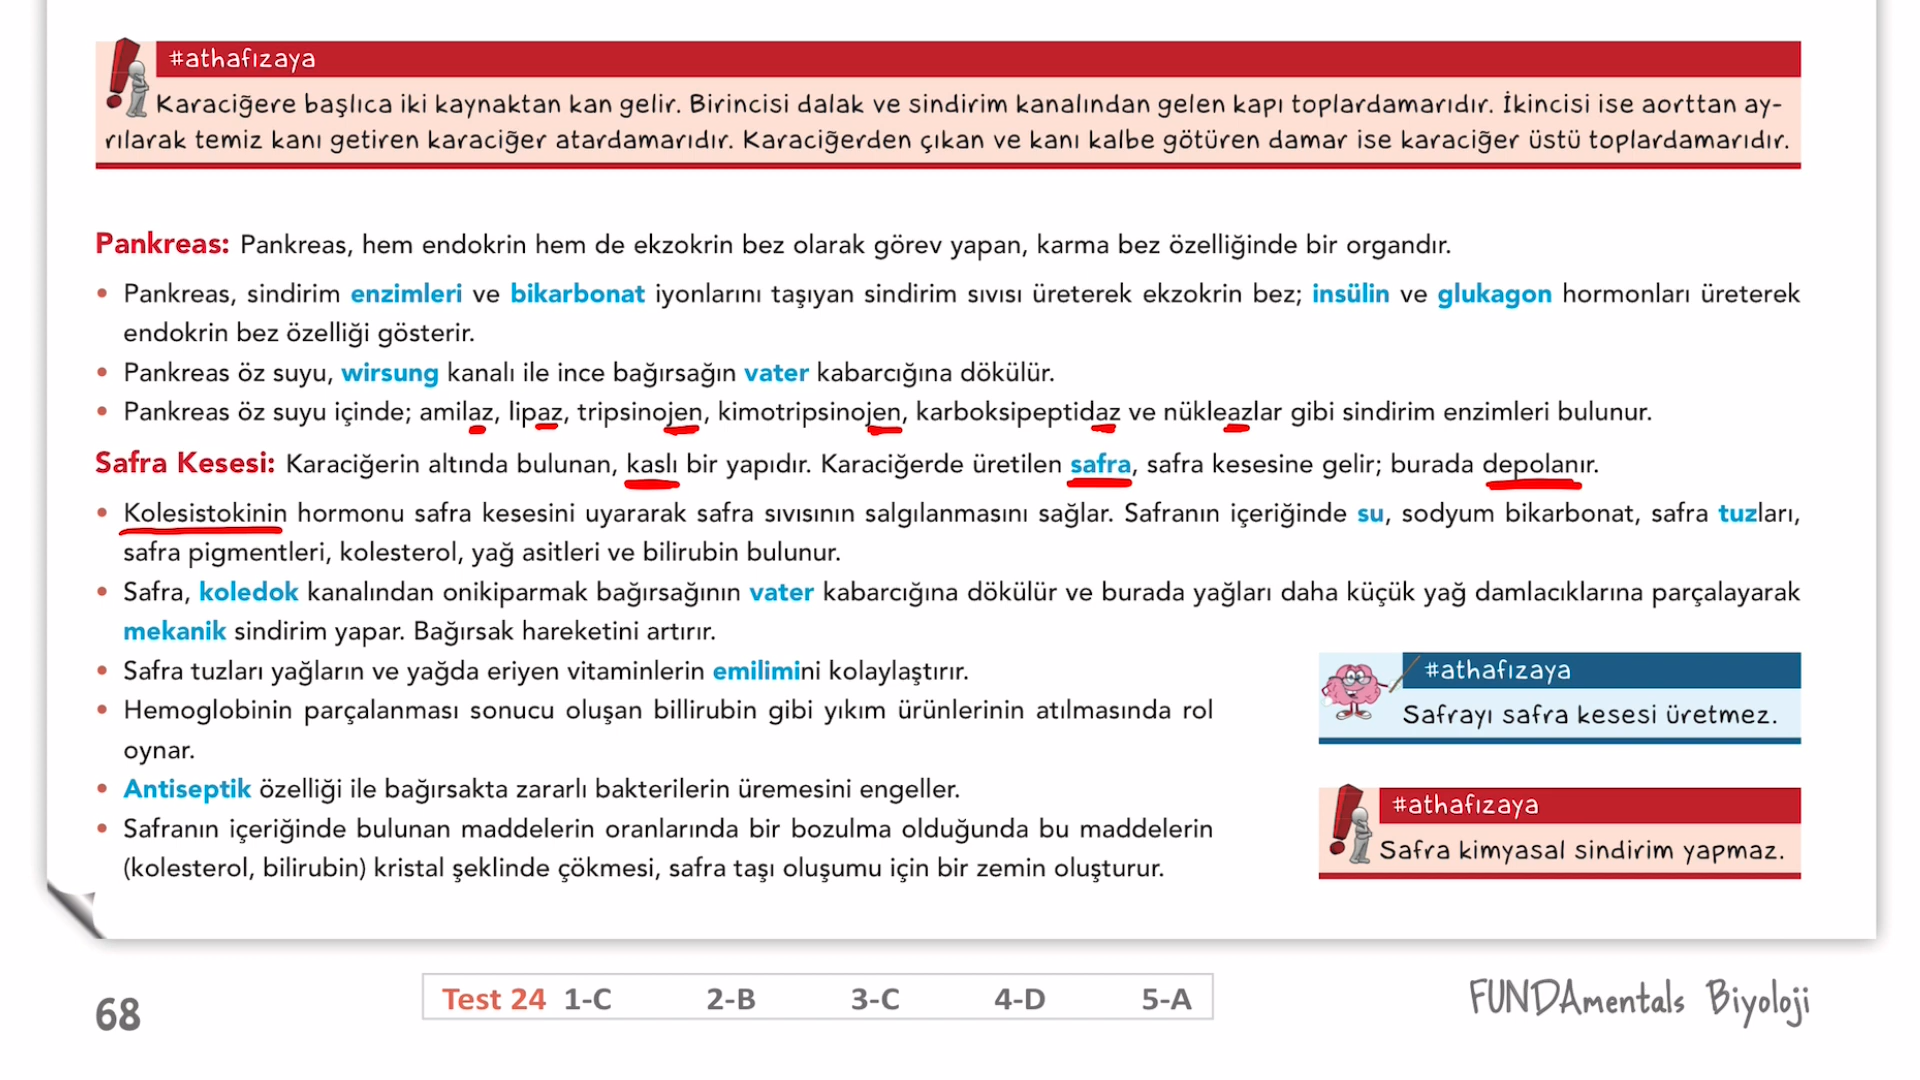 #athafızaya
Karaciğere başlıca iki kaynaktan kan gelir. Birincisi dalak ve sindirim kanalından gelen kapı toplardamarıdır. İkincisi ise aorttan ay-
rılarak temiz kanı getiren karaciğer atardamarıdır. Karaciğerden çıkan ve kanı kalbe götüren damar ise karaciğer üstü toplardamarıdır.
Pankreas: Pankreas, hem endokrin hem de ekzokrin bez olarak görev yapan, karma bez özelliğinde bir organdır.
• Pankreas, sindirim enzimleri ve bikarbonat iyonlarını taşıyan sindirim sıvısı üreterek ekzokrin bez; insülin ve glukagon hormonları üreterek
endokrin bez özelliği gösterir.
• Pankreas öz suyu, wirsung kanalı ile ince bağırsağın vater kabarcığına dökülür.
• Pankreas öz suyu içinde; amilaz, lipaz, tripsinojen, kimotripsinojen, karboksipeptidaz ve nükleazlar gibi sindirim enzimleri bulunur.
Safra Kesesi: Karaciğerin altında bulunan, kaslı bir yapıdır. Karaciğerde üretilen safra, safra kesesine gelir; burada depolanır.
• Kolesistokinin hormonu safra kesesini uyararak safra sıvısının salgılanmasını sağlar. Safranın içeriğinde su, sodyum bikarbonat, safra tuzları,
safra pigmentleri, kolesterol, yağ asitleri ve bilirubin bulunur.
• Safra, koledok kanalından onikiparmak bağırsağının vater kabarcığına dökülür ve burada yağları daha küçük yağ damlacıklarına parçalayarak
mekanik sindirim yapar. Bağırsak hareketini artırır.
• Safra tuzları yağların ve yağda eriyen vitaminlerin emilimini kolaylaştırır.
• Hemoglobinin parçalanması sonucu oluşan billirubin gibi yıkım ürünlerinin atılmasında rol
oynar.
• Antiseptik özelliği ile bağırsakta zararlı bakterilerin üremesini engeller.
• Safranın içeriğinde bulunan maddelerin oranlarında bir bozulma olduğunda bu maddelerin
(kolesterol, bilirubin) kristal şeklinde çökmesi, safra taşı oluşumu için bir zemin oluşturur.
#athafızaya
Safrayı safra kesesi üretmez.
#athafızaya
Safra kimyasal sindirim yapmaz.
68
Test 24 1-C 2-B 3-C 4-D 5-A
FUNDAmentals Biyoloji